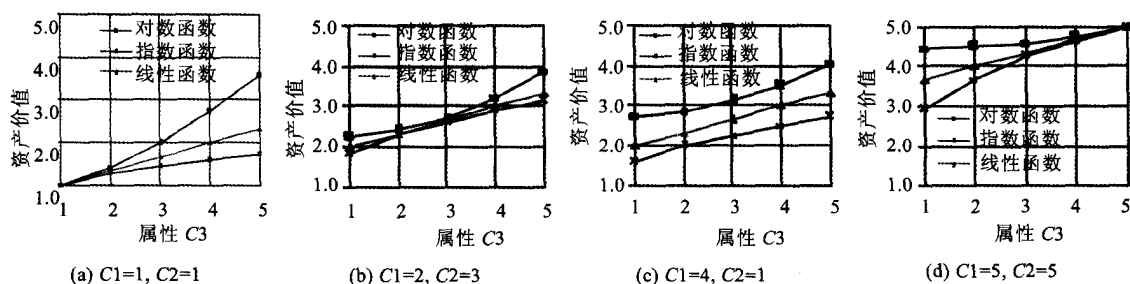 5.0
4.0
3.0
2.0
1.0
资产价值
对数函数
指数函数
线性函数
1 2 3 4 5
属性 C3
(a) C1=1, C2=1
5.0
4.0
3.0
2.0
1.0
资产价值
对数函数
指数函数
线性函数
1 2 3 4 5
属性 C3
(b) C1=2, C2=3
5.0
4.0
3.0
2.0
1.0
资产价值
对数函数
指数函数
线性函数
1 2 3 4 5
属性 C3
(c) C1=4, C2=1
5.0
4.0
3.0
2.0
1.0
资产价值
对数函数
指数函数
线性函数
1 2 3 4 5
属性 C3
(d) C1=5, C2=5